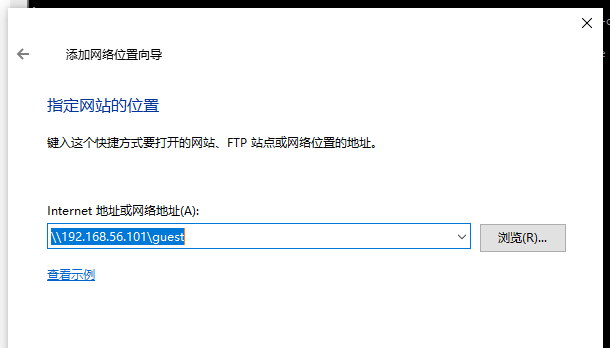 添加网络位置向导
指定网站的位置
键入这个快捷方式要打开的网站、FTP 站点或网络位置的地址。
Internet 地址或网络地址(A):
\\192.168.56.101\guest
浏览(R)...
查看示例